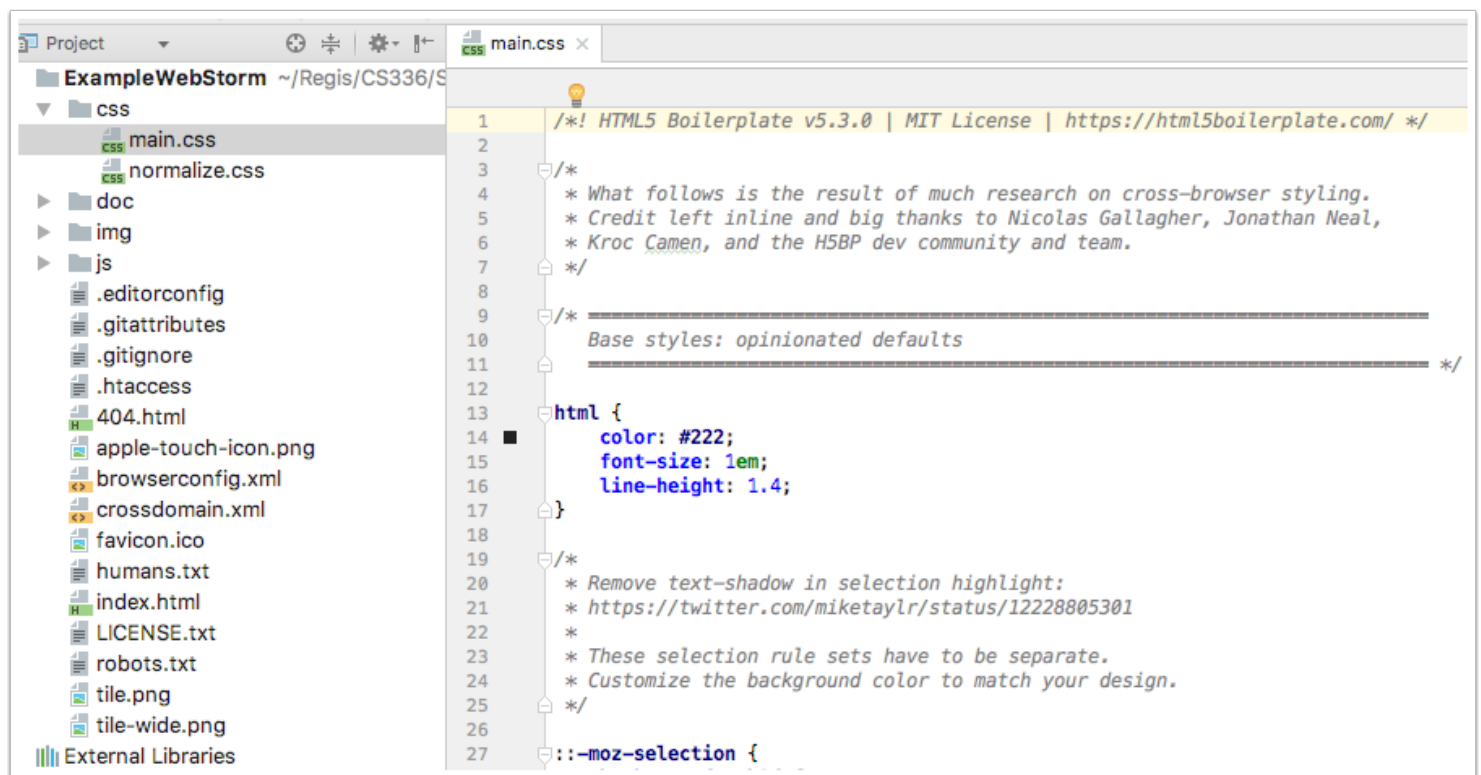 Project
ExampleWebStorm ~/Regis/CS336/S
css
main.css
normalize.css
doc
img
js
.editorconfig
.gitattributes
.gitignore
.htaccess
404.html
apple-touch-icon.png
browserconfig.xml
crossdomain.xml
favicon.ico
humans.txt
index.html
LICENSE.txt
robots.txt
tile.png
tile-wide.png
External Libraries
main.css
1 /*! HTML5 Boilerplate v5.3.0 | MIT License | https://html5boilerplate.com/ */
2
3 /*
4 * What follows is the result of much research on cross-browser styling.
5 * Credit left inline and big thanks to Nicolas Gallagher, Jonathan Neal,
6 * Kroc Camen, and the H5BP dev community and team.
7 */
8
9 /* ==========================================================================
10 Base styles: opinionated defaults
11 ========================================================================== */
12
13 html {
14 color: #222;
15 font-size: 1em;
16 line-height: 1.4;
17 }
18
19 /*
20 * Remove text-shadow in selection highlight:
21 * https://twitter.com/miketaylr/status/12228805301
22 *
23 * These selection rule sets have to be separate.
24 * Customize the background color to match your design.
25 */
26
27 ::-moz-selection {